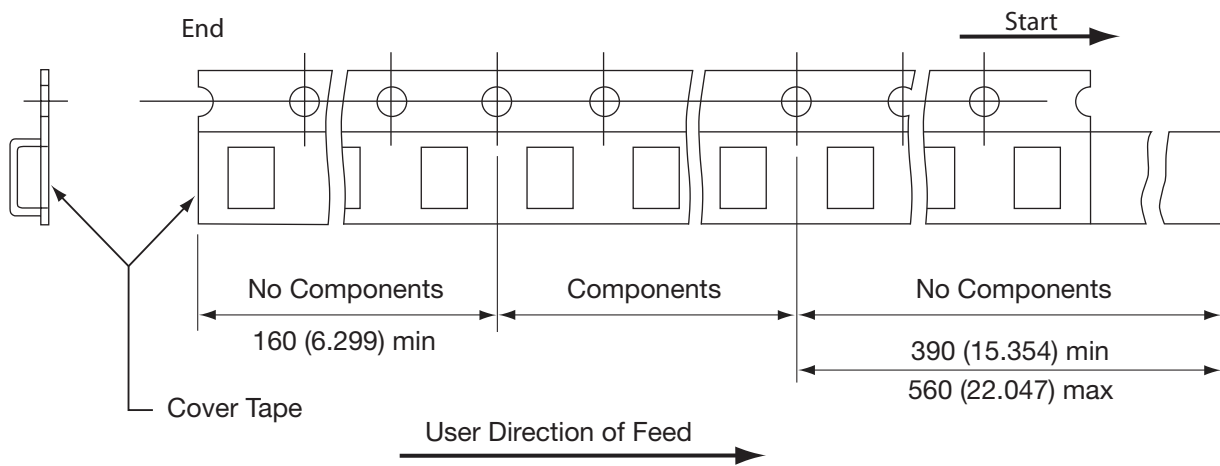 End
Start
No Components
Components
No Components
160 (6.299) min
390 (15.354) min
560 (22.047) max
Cover Tape
User Direction of Feed